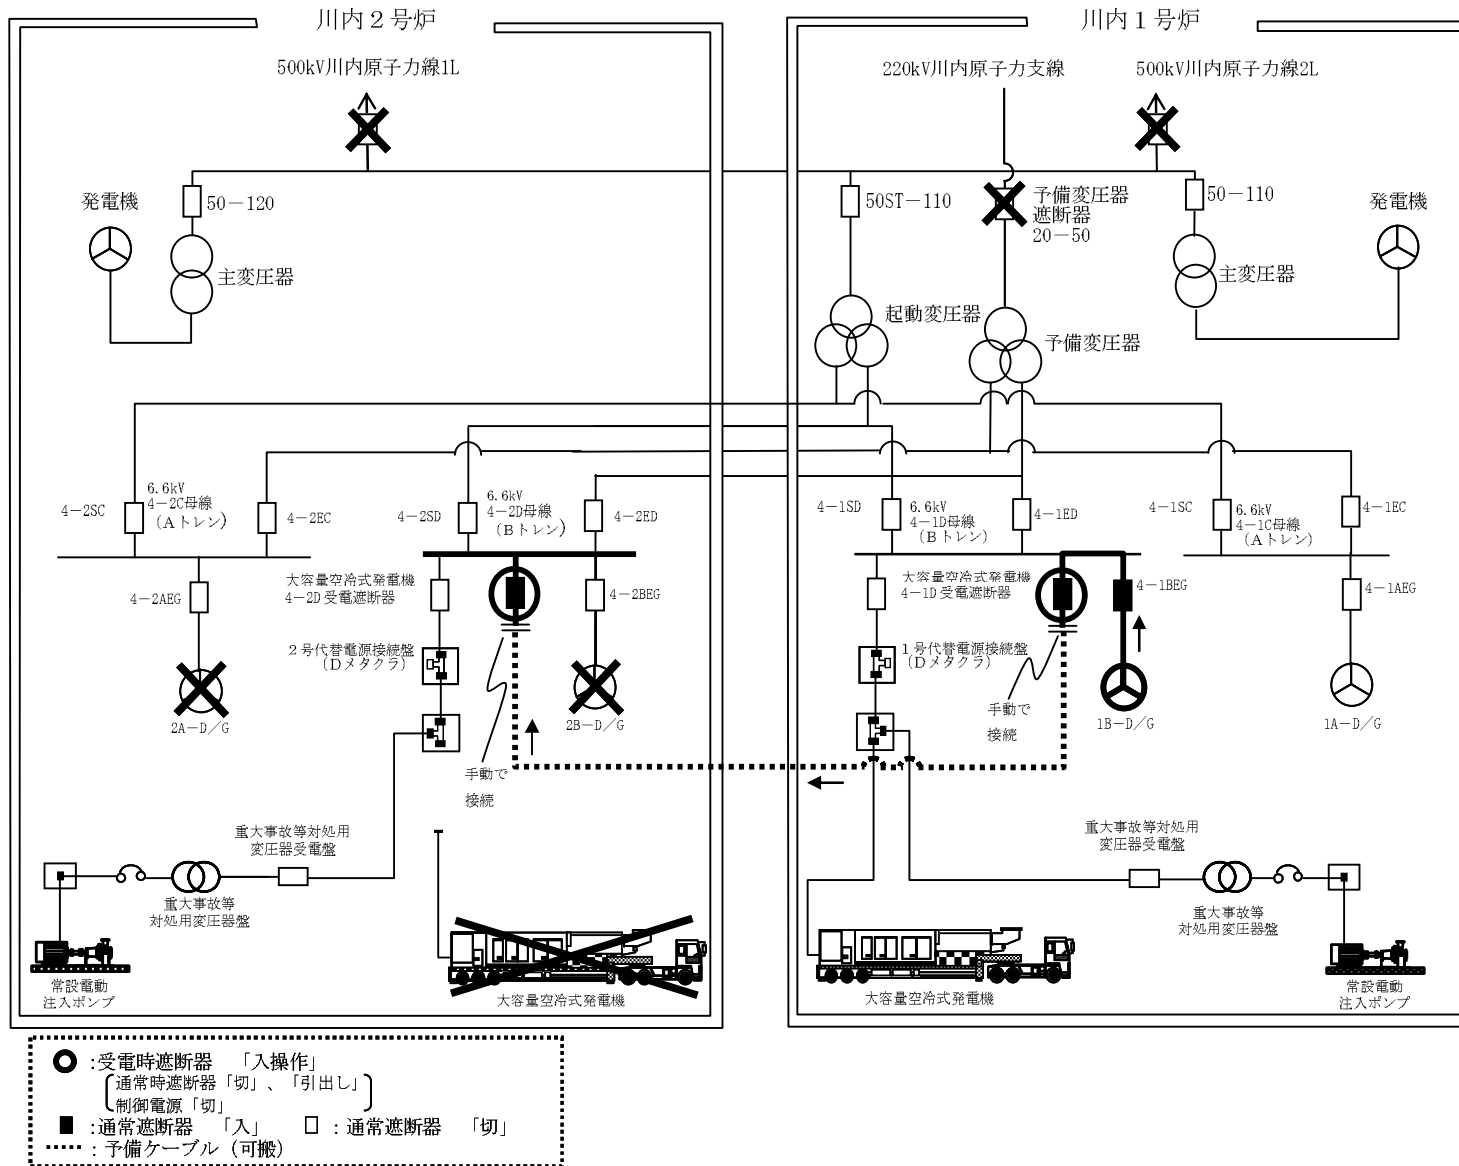 川内2号炉
川内1号炉
500kV川内原子力線1L
220kV川内原子力支線
500kV川内原子力線2L
発電機
50－120
主変圧器
50ST－110
予備変圧器
遮断器
20－50
50－110
発電機
主変圧器
起動変圧器
予備変圧器
4－2SC
6.6kV
4－2C母線
（Aトレン）
4－2EC
4－2SD
6.6kV
4－2D母線
（Bトレン）
4－2ED
4－1SD
6.6kV
4－1D母線
（Bトレン）
4－1ED
4－1SC
6.6kV
4－1C母線
（Aトレン）
4－1EC
4－2AEG
大容量空冷式発電機
4－2D受電遮断器
4－2BEG
大容量空冷式発電機
4－1D受電遮断器
4－1BEG
4－1AEG
2号代替電源接続盤
（Dメタクラ）
1号代替電源接続盤
（Dメタクラ）
2A－D／G
2B－D／G
手動で
接続
1B－D／G
1A－D／G
手動で
接続
重大事故等対処用
変圧器受電盤
重大事故等対処用
変圧器受電盤
重大事故等
対処用変圧器盤
重大事故等
対処用変圧器盤
常設電動
注入ポンプ
大容量空冷式発電機
大容量空冷式発電機
常設電動
注入ポンプ
：受電時遮断器 「入操作」
通常時遮断器「切」、「引出し」
制御電源「切」
：通常遮断器 「入」 ：通常遮断器 「切」
：予備ケーブル（可搬）